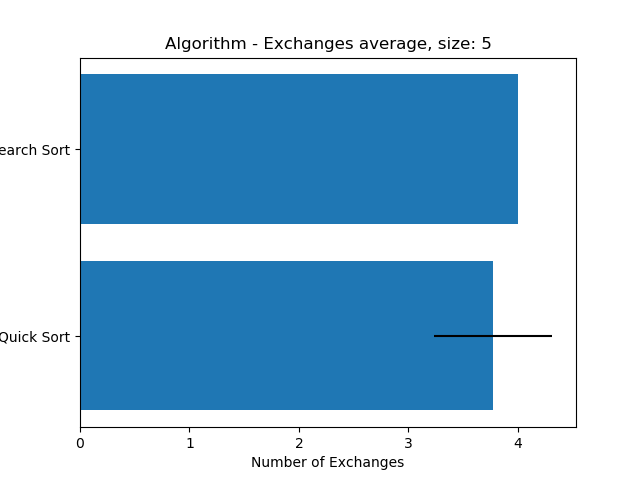 Algorithm - Exchanges average, size: 5
earch Sort
Quick Sort
0 1 2 3 4
Number of Exchanges